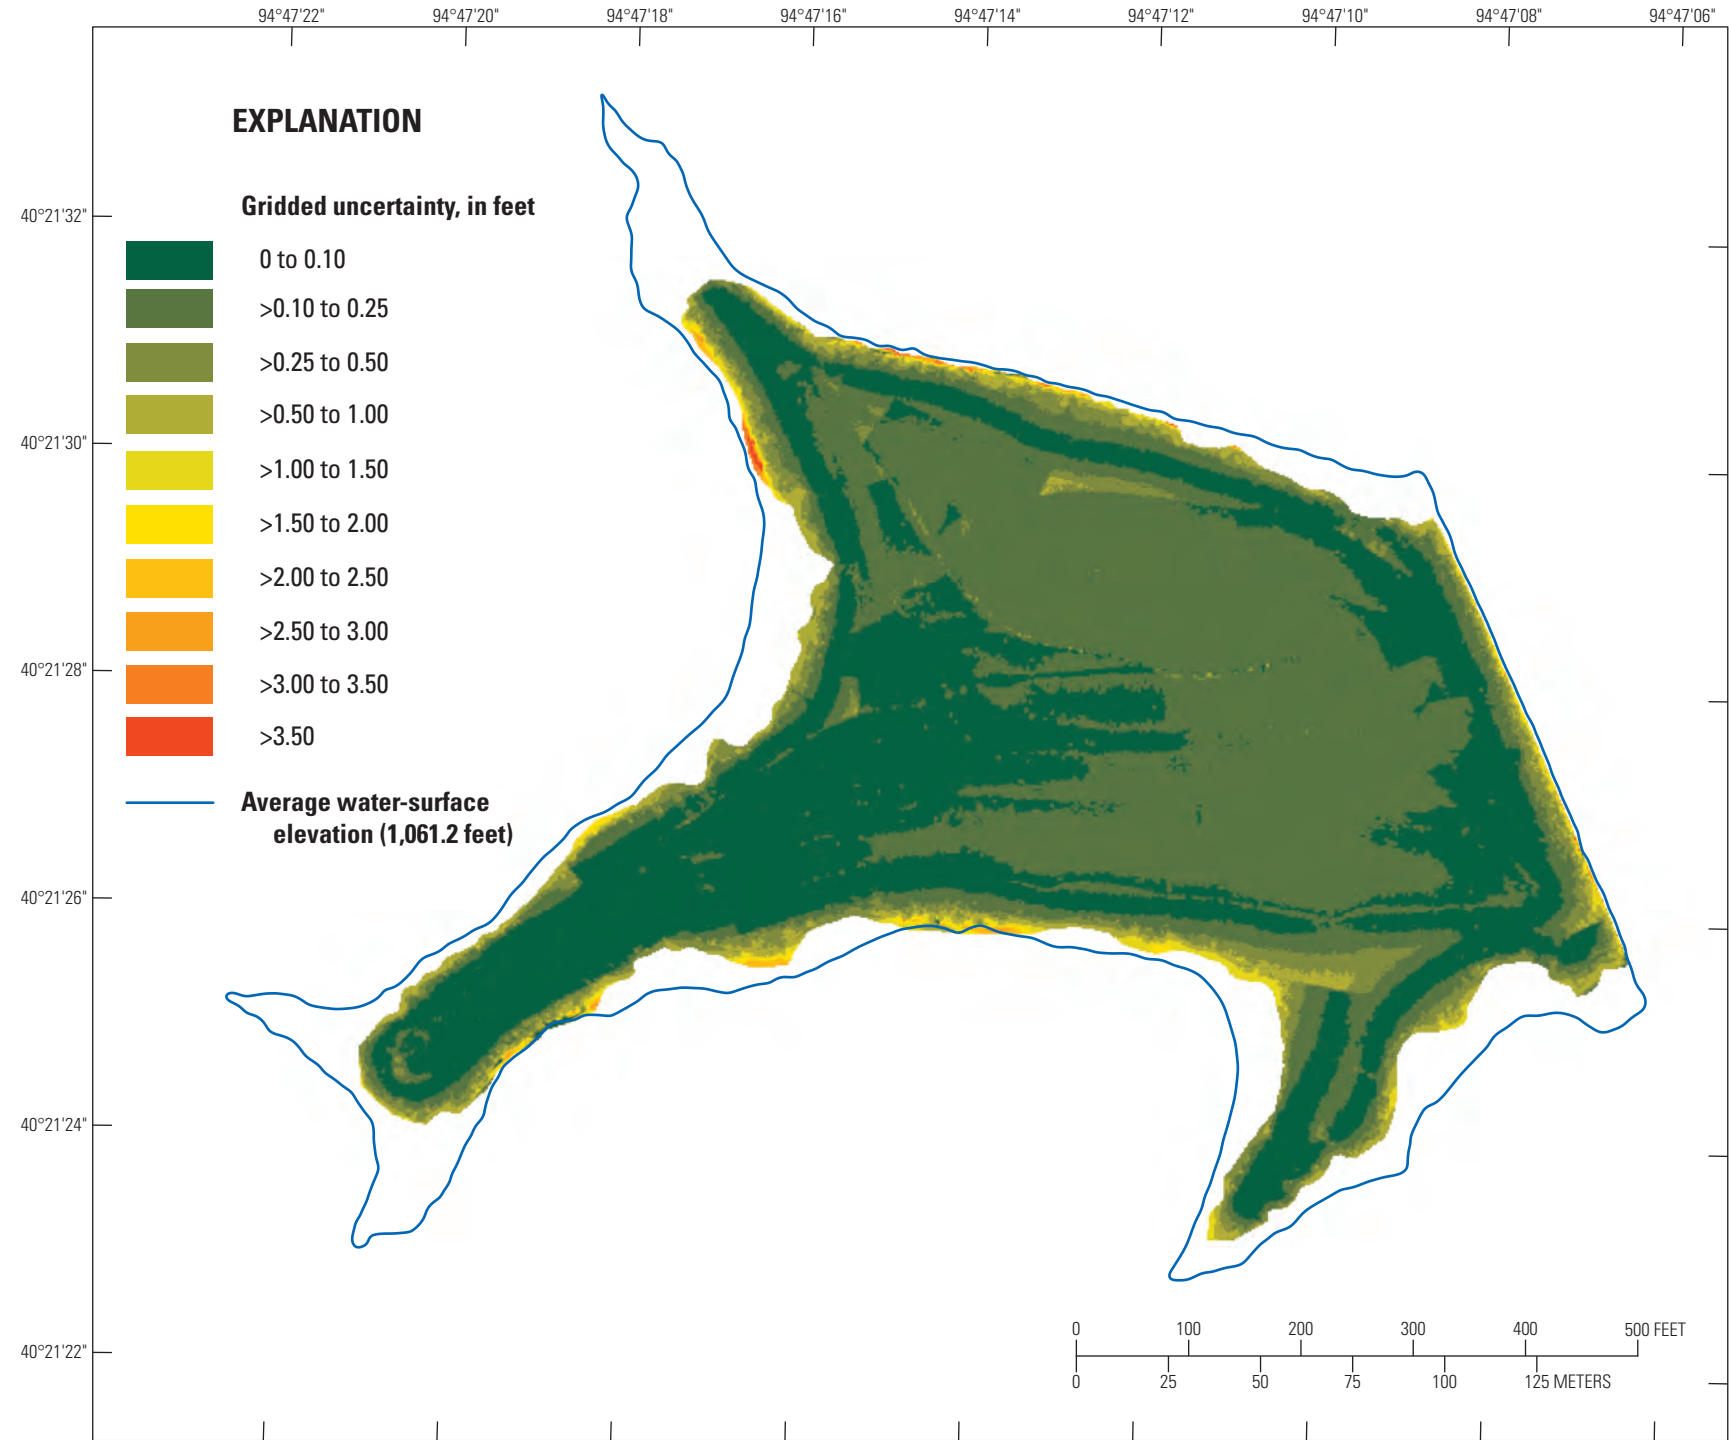 94°47'22" 94°47'20" 94°47'18" 94°47'16" 94°47'14" 94°47'12" 94°47'10" 94°47'08" 94°47'06"
EXPLANATION
Gridded uncertainty, in feet
0 to 0.10
>0.10 to 0.25
>0.25 to 0.50
>0.50 to 1.00
>1.00 to 1.50
>1.50 to 2.00
>2.00 to 2.50
>2.50 to 3.00
>3.00 to 3.50
>3.50
Average water-surface
elevation (1,061.2 feet)
40°21'32"
40°21'30"
40°21'28"
40°21'26"
40°21'24"
40°21'22"
0 100 200 300 400 500 FEET
0 25 50 75 100 125 METERS